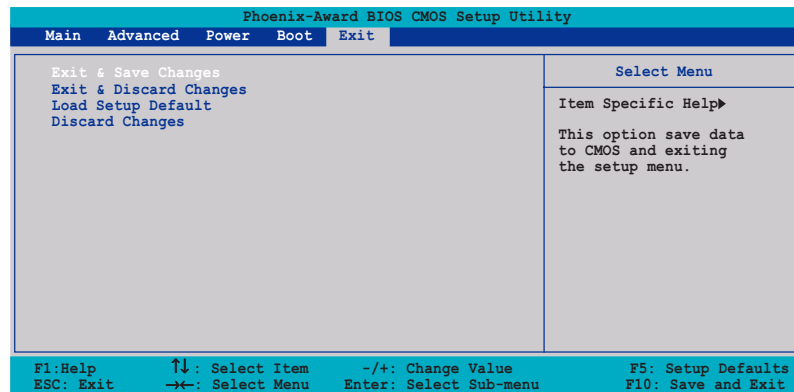 Phoenix-Award BIOS CMOS Setup Utility
Main Advanced Power Boot Exit
Exit & Save Changes
Exit & Discard Changes
Load Setup Default
Discard Changes
Select Menu
Item Specific Help▶
This option save data
to CMOS and exiting
the setup menu.
F1:Help ↑↓: Select Item -/+: Change Value F5: Setup Defaults
ESC: Exit →←: Select Menu Enter: Select Sub-menu F10: Save and Exit